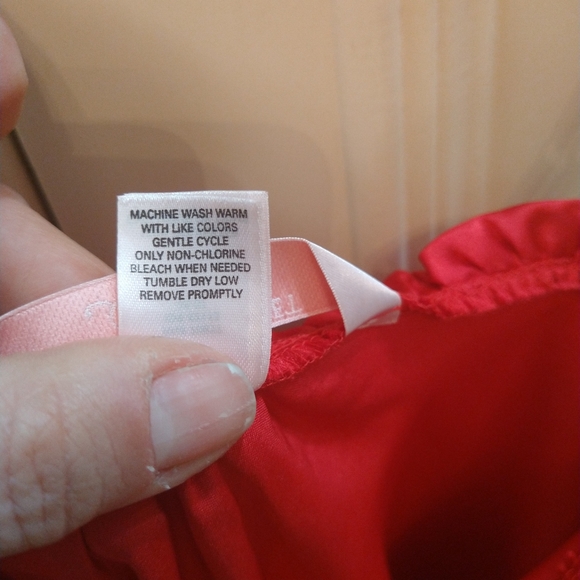 MACHINE WASH WARM
WITH LIKE COLORS
GENTLE CYCLE
ONLY NON-CHLORINE
BLEACH WHEN NEEDED
TUMBLE DRY LOW
REMOVE PROMPTLY